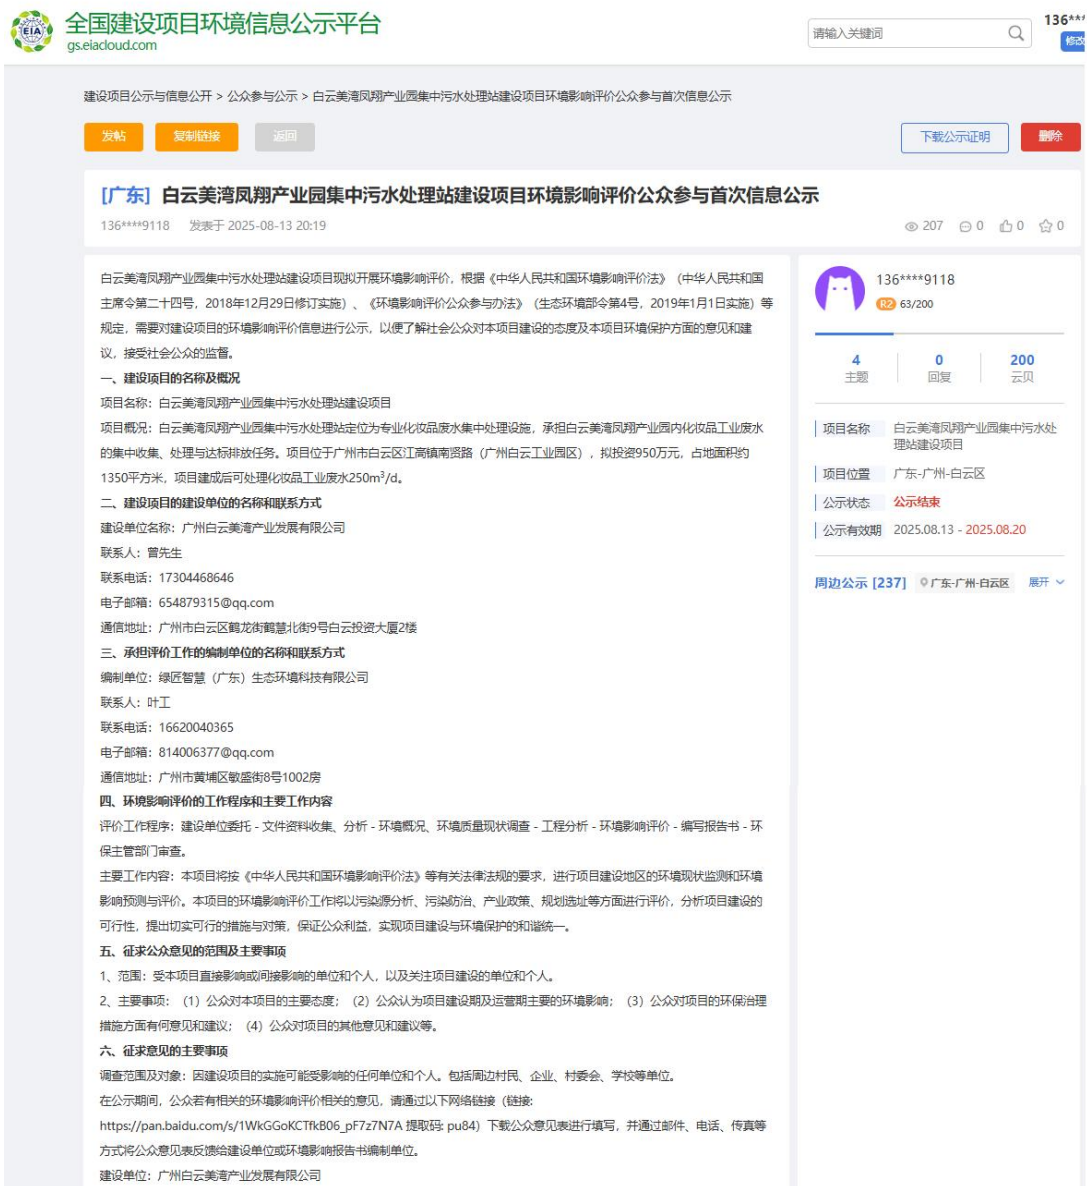 EIA
全国建设项目环境信息公示平台
gs.eiacloud.com
请输入关键词
136***
修改
建设项目公示与信息公开 > 公众参与公示 > 白云美湾凤翔产业园集中污水处理站建设项目环境影响评价公众参与首次信息公示
发帖
复制链接
返回
下载公示证明
删除
[广东] 白云美湾凤翔产业园集中污水处理站建设项目环境影响评价公众参与首次信息公示
136****9118 发表于 2025-08-13 20:19
207 0 0 0
白云美湾凤翔产业园集中污水处理站建设项目现拟开展环境影响评价，根据《中华人民共和国环境影响评价法》（中华人民共和国
主席令第二十四号，2018年12月29日修订实施）、《环境影响评价公众参与办法》（生态环境部令第4号，2019年1月1日实施）等
规定，需要对建设项目的环境影响评价信息进行公示，以便了解社会公众对本项目建设的态度及本项目环境保护方面的意见和建
议，接受社会公众的监督。
一、建设项目的名称及概况
项目名称：白云美湾凤翔产业园集中污水处理站建设项目
项目概况：白云美湾凤翔产业园集中污水处理站定位为专业化妆品废水集中处理设施，承担白云美湾凤翔产业园内化妆品工业废水
的集中收集、处理与达标排放任务。项目位于广州市白云区江高镇南贤路（广州白云工业园区），拟投资950万元，占地面积约
1350平方米，项目建成后可处理化妆品工业废水250m³/d。
二、建设项目的建设单位的名称和联系方式
建设单位名称：广州白云美湾产业发展有限公司
联系人：曾先生
联系电话：17304468646
电子邮箱：654879315@qq.com
通信地址：广州市白云区鹤龙街鹤慧北街9号白云投资大厦2楼
三、承担评价工作的编制单位的名称和联系方式
编制单位：绿匠智慧（广东）生态环境科技有限公司
联系人：叶工
联系电话：16620040365
电子邮箱：814006377@qq.com
通信地址：广州市黄埔区敏盛街8号1002房
四、环境影响评价的工作程序和主要工作内容
评价工作程序：建设单位委托 - 文件资料收集、分析 - 环境概况、环境质量现状调查 - 工程分析 - 环境影响评价 - 编写报告书 - 环
保主管部门审查。
主要工作内容：本项目将按《中华人民共和国环境影响评价法》等有关法律法规的要求，进行项目建设地区的环境现状监测和环境
影响预测与评价。本项目的环境影响评价工作将以污染源分析、污染防治、产业政策、规划选址等方面进行评价，分析项目建设的
可行性，提出切实可行的措施与对策，保证公众利益，实现项目建设与环境保护的和谐统一。
五、征求公众意见的范围及主要事项
1、范围：受本项目直接影响或间接影响的单位和个人，以及关注项目建设的单位和个人。
2、主要事项：（1）公众对本项目的主要态度；（2）公众认为项目建设期及运营期主要的环境影响；（3）公众对项目的环保治理
措施方面有何意见和建议；（4）公众对项目的其他意见和建议等。
六、征求意见的主要事项
调查范围及对象：因建设项目的实施可能受影响的任何单位和个人。包括周边村民、企业、村委会、学校等单位。
在公示期间，公众若有相关的环境影响评价相关的意见，请通过以下网络链接（链接:
https://pan.baidu.com/s/1WkGGoKCTfkB06_pF7z7N7A 提取码: pu84）下载公众意见表进行填写，并通过邮件、电话、传真等
方式将公众意见表反馈给建设单位或环境影响报告书编制单位。
建设单位：广州白云美湾产业发展有限公司
136****9118
R2 63/200
4 0 200
主题 回复 云贝
项目名称 白云美湾凤翔产业园集中污水处
理站建设项目
项目位置 广东-广州-白云区
公示状态 公示结束
公示有效期 2025.08.13 - 2025.08.20
周边公示 [237] 广东-广州-白云区 展开